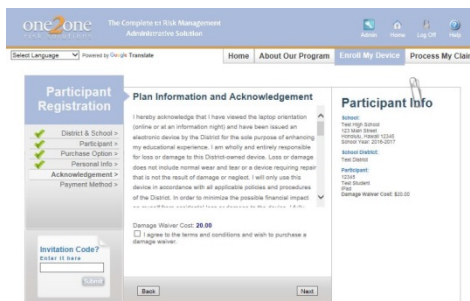 one2one
The Complete 1:1 Risk Management
Administrative Solution
Admin Home Log Off Help
Select Language Powered by Google Translate
Home About Our Program Enroll My Device Process My Clai
Participant
Registration
District & School >
Participant >
Purchase Option >
Personal Info >
Acknowledgement >
Payment Method >
Invitation Code?
Enter it here
Submit
Plan Information and Acknowledgement
I hereby acknowledge that I have viewed the laptop orientation
(online or at an information night) and have been issued an
electronic device by the District for the sole purpose of enhancing
my educational experience. I am wholly and entirely responsible
for loss or damage to this District-owned device. Loss or damage
does not include normal wear and tear or a device requiring repair
that is not the result of damage or neglect. I will only use this
device in accordance with all applicable policies and procedures
of the District. In order to minimize the possible financial impact
Damage Waiver Cost: 20.00
I agree to the terms and conditions and wish to purchase a
damage waiver.
Back Next
Participant Info
School:
Test High School
123 Main Street
Honolulu, Hawaii 12345
School Year: 2016-2017
School District:
Test District
Participant:
12345
Test Student
iPad
Damage Waiver Cost: $20.00